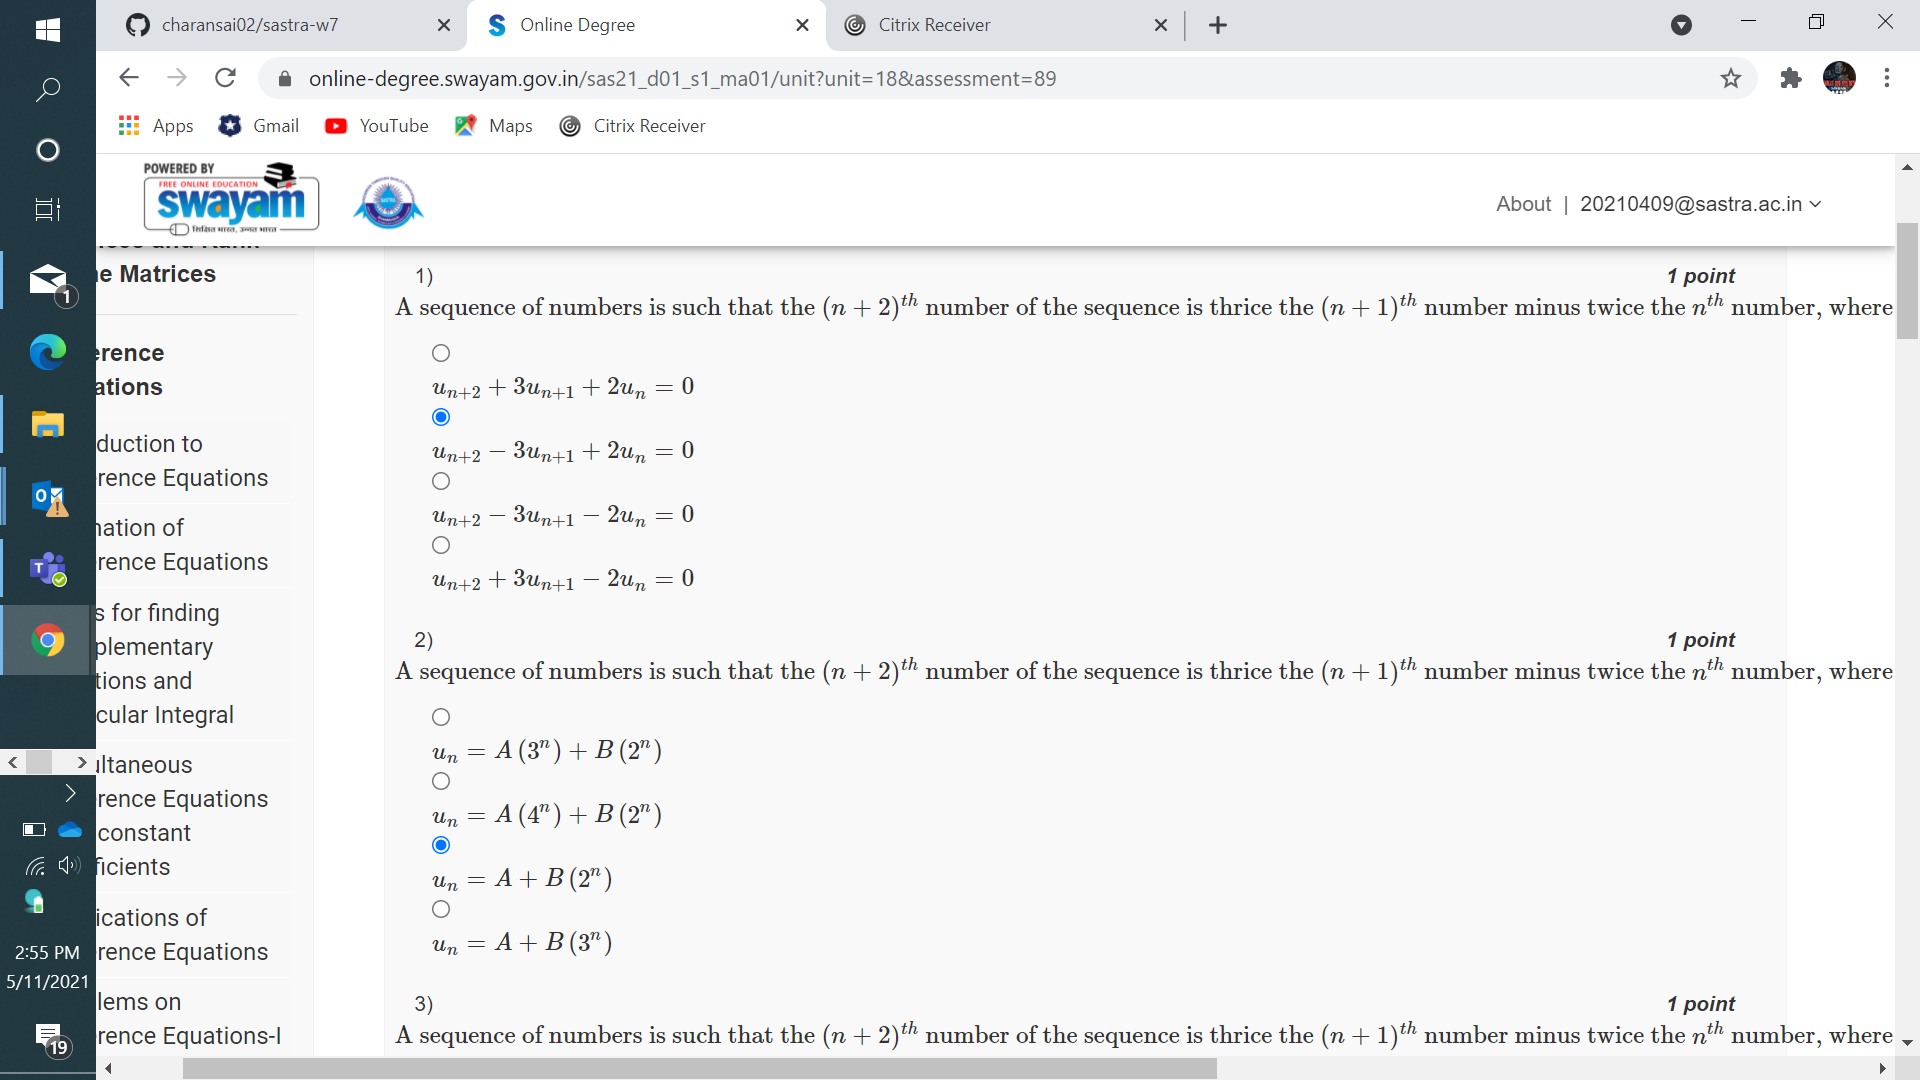 charansai02/sastra-w7
Online Degree
Citrix Receiver
online-degree.swayam.gov.in/sas21_d01_s1_ma01/unit?unit=18&assessment=89
Apps
Gmail
YouTube
Maps
Citrix Receiver
POWERED BY
FREE ONLINE EDUCATION
swayam
शिक्षित भारत, उन्नत भारत
About | 20210409@sastra.ac.in
e Matrices
erence
ations
duction to
rence Equations
nation of
rence Equations
s for finding
plementary
tions and
cular Integral
ultaneous
rence Equations
constant
ficients
ications of
rence Equations
lems on
rence Equations-I
1) 1 point
A sequence of numbers is such that the (n + 2)^{th} number of the sequence is thrice the (n + 1)^{th} number minus twice the n^{th} number, where
u_{n+2} + 3u_{n+1} + 2u_n = 0
u_{n+2} − 3u_{n+1} + 2u_n = 0
u_{n+2} − 3u_{n+1} − 2u_n = 0
u_{n+2} + 3u_{n+1} − 2u_n = 0
2) 1 point
A sequence of numbers is such that the (n + 2)^{th} number of the sequence is thrice the (n + 1)^{th} number minus twice the n^{th} number, where
u_n = A (3^n) + B (2^n)
u_n = A (4^n) + B (2^n)
u_n = A + B (2^n)
u_n = A + B (3^n)
3) 1 point
A sequence of numbers is such that the (n + 2)^{th} number of the sequence is thrice the (n + 1)^{th} number minus twice the n^{th} number, where
1
2:55 PM
5/11/2021
19